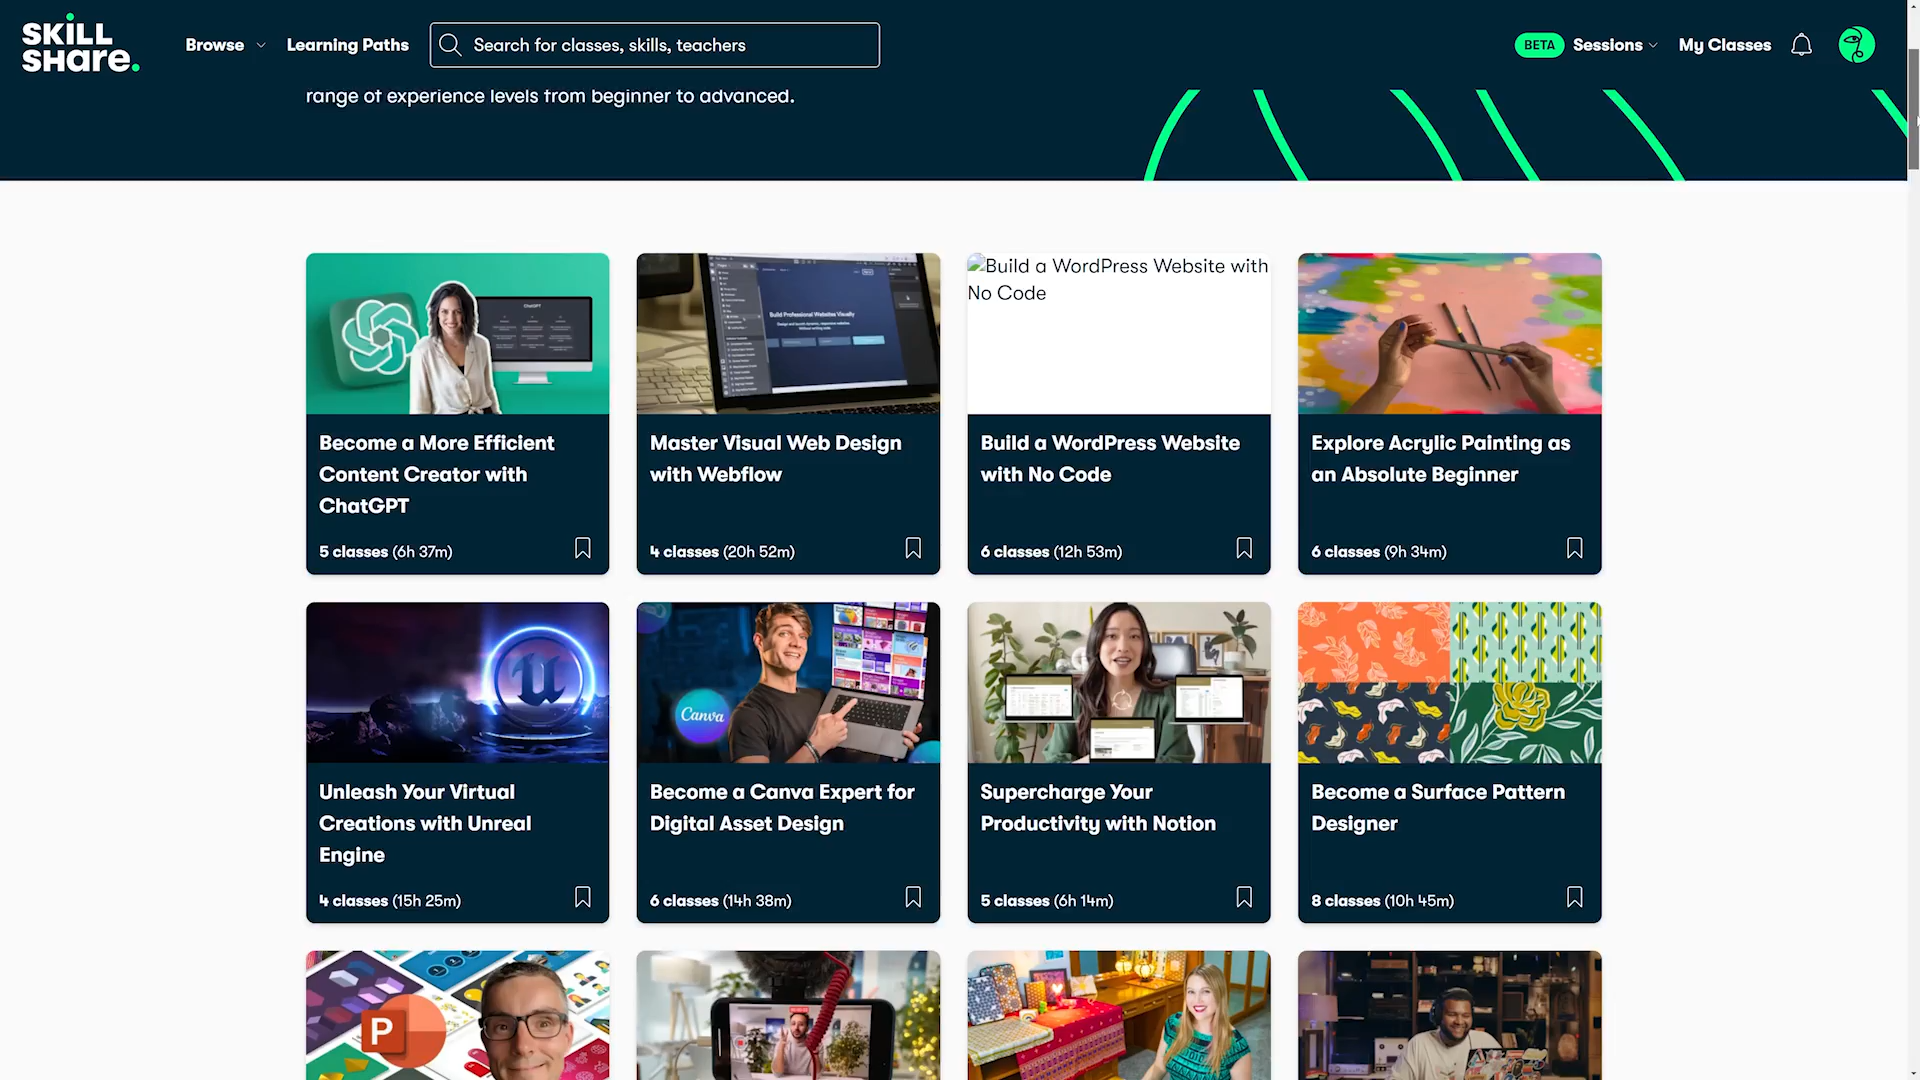 SKILL
SHARE.
Browse
Learning Paths
Search for classes, skills, teachers
BETA
Sessions
My Classes
range of experience levels from beginner to advanced.
ChatGPT
Build Professional Websites Visually
Build a WordPress Website with
No Code
Become a More Efficient
Content Creator with
ChatGPT
5 classes (6h 37m)
Master Visual Web Design
with Webflow
4 classes (20h 52m)
Build a WordPress Website
with No Code
6 classes (12h 53m)
Explore Acrylic Painting as
an Absolute Beginner
6 classes (9h 34m)
U
Canva
Unleash Your Virtual
Creations with Unreal
Engine
4 classes (15h 25m)
Become a Canva Expert for
Digital Asset Design
6 classes (14h 38m)
Supercharge Your
Productivity with Notion
5 classes (6h 14m)
Become a Surface Pattern
Designer
8 classes (10h 45m)
P